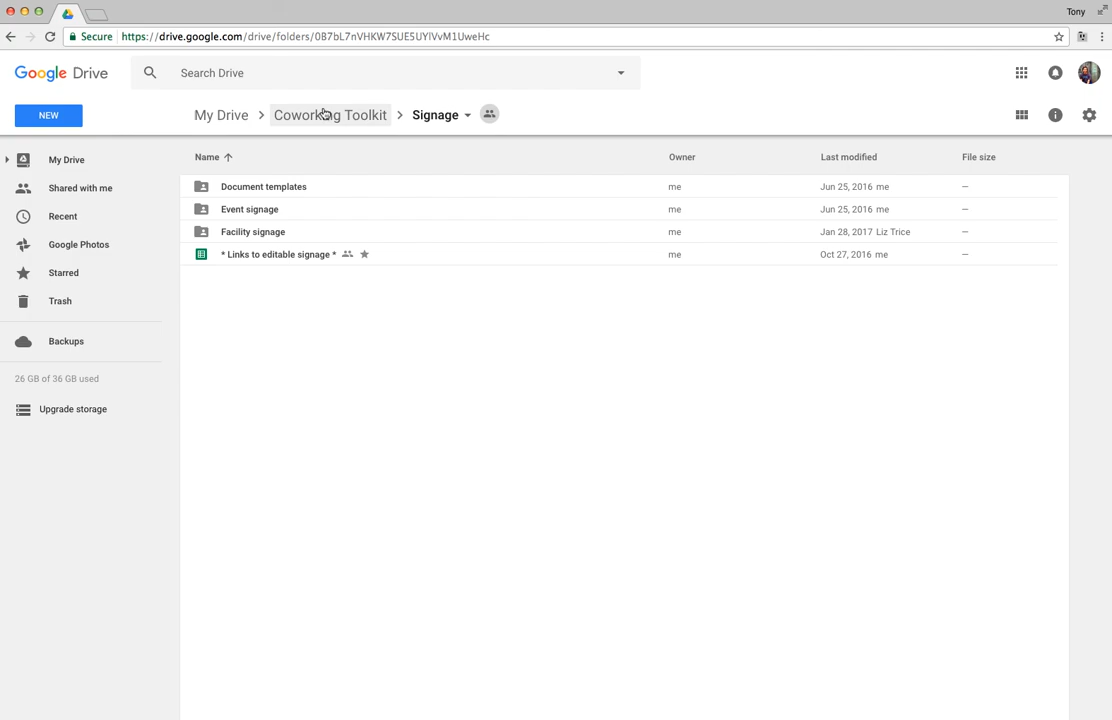 Tony
Secure https://drive.google.com/drive/folders/0B7bL7nVHKW7SUE5UYlVvM1UweHc
Google Drive Search Drive
NEW My Drive > Coworking Toolkit > Signage
My Drive
Shared with me
Recent
Google Photos
Starred
Trash
Backups
26 GB of 36 GB used
Upgrade storage
Name Owner Last modified File size
Document templates me Jun 25, 2016 me –
Event signage me Jun 25, 2016 me –
Facility signage me Jan 28, 2017 Liz Trice –
* Links to editable signage * me Oct 27, 2016 me –